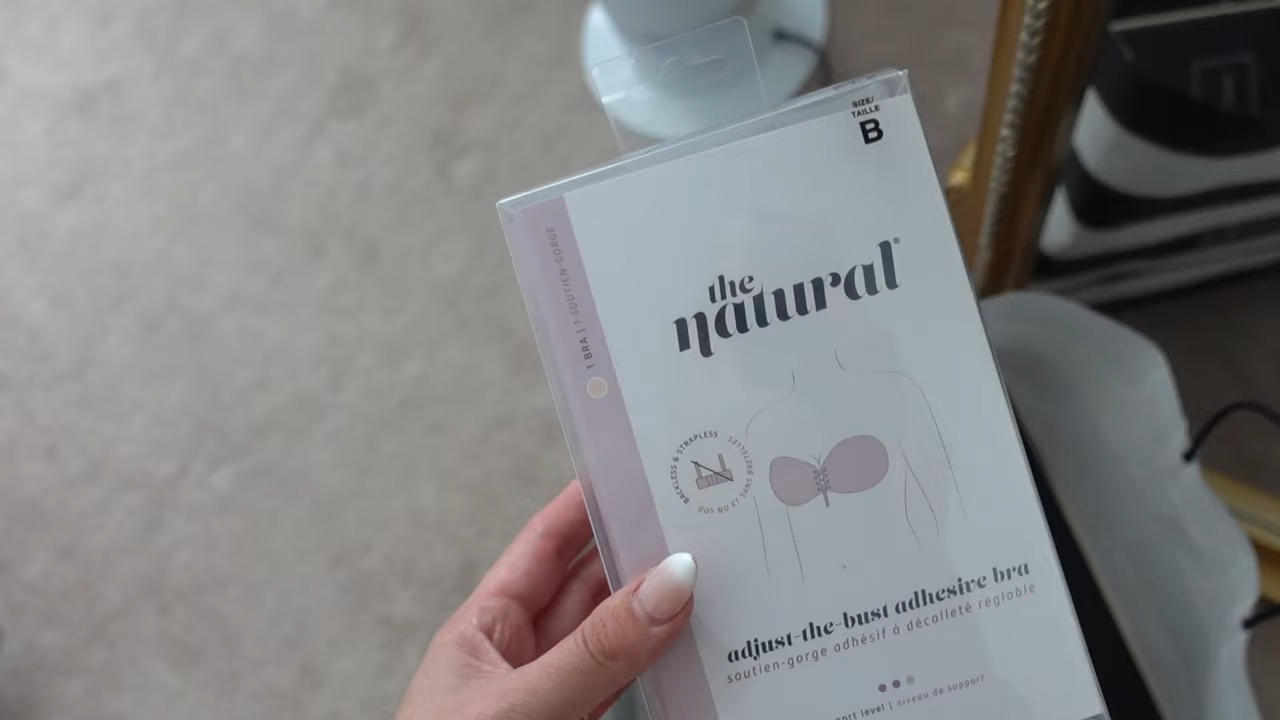 SIZE/
TAILLE
B
the
natural®
1 BRA | 1 SOUTIEN-GORGE
BACKLESS & STRAPLESS
DOS NU ET SANS BRETELLES
adjust-the-bust adhesive bra
soutien-gorge adhésif à décolleté réglable
level | niveau de support